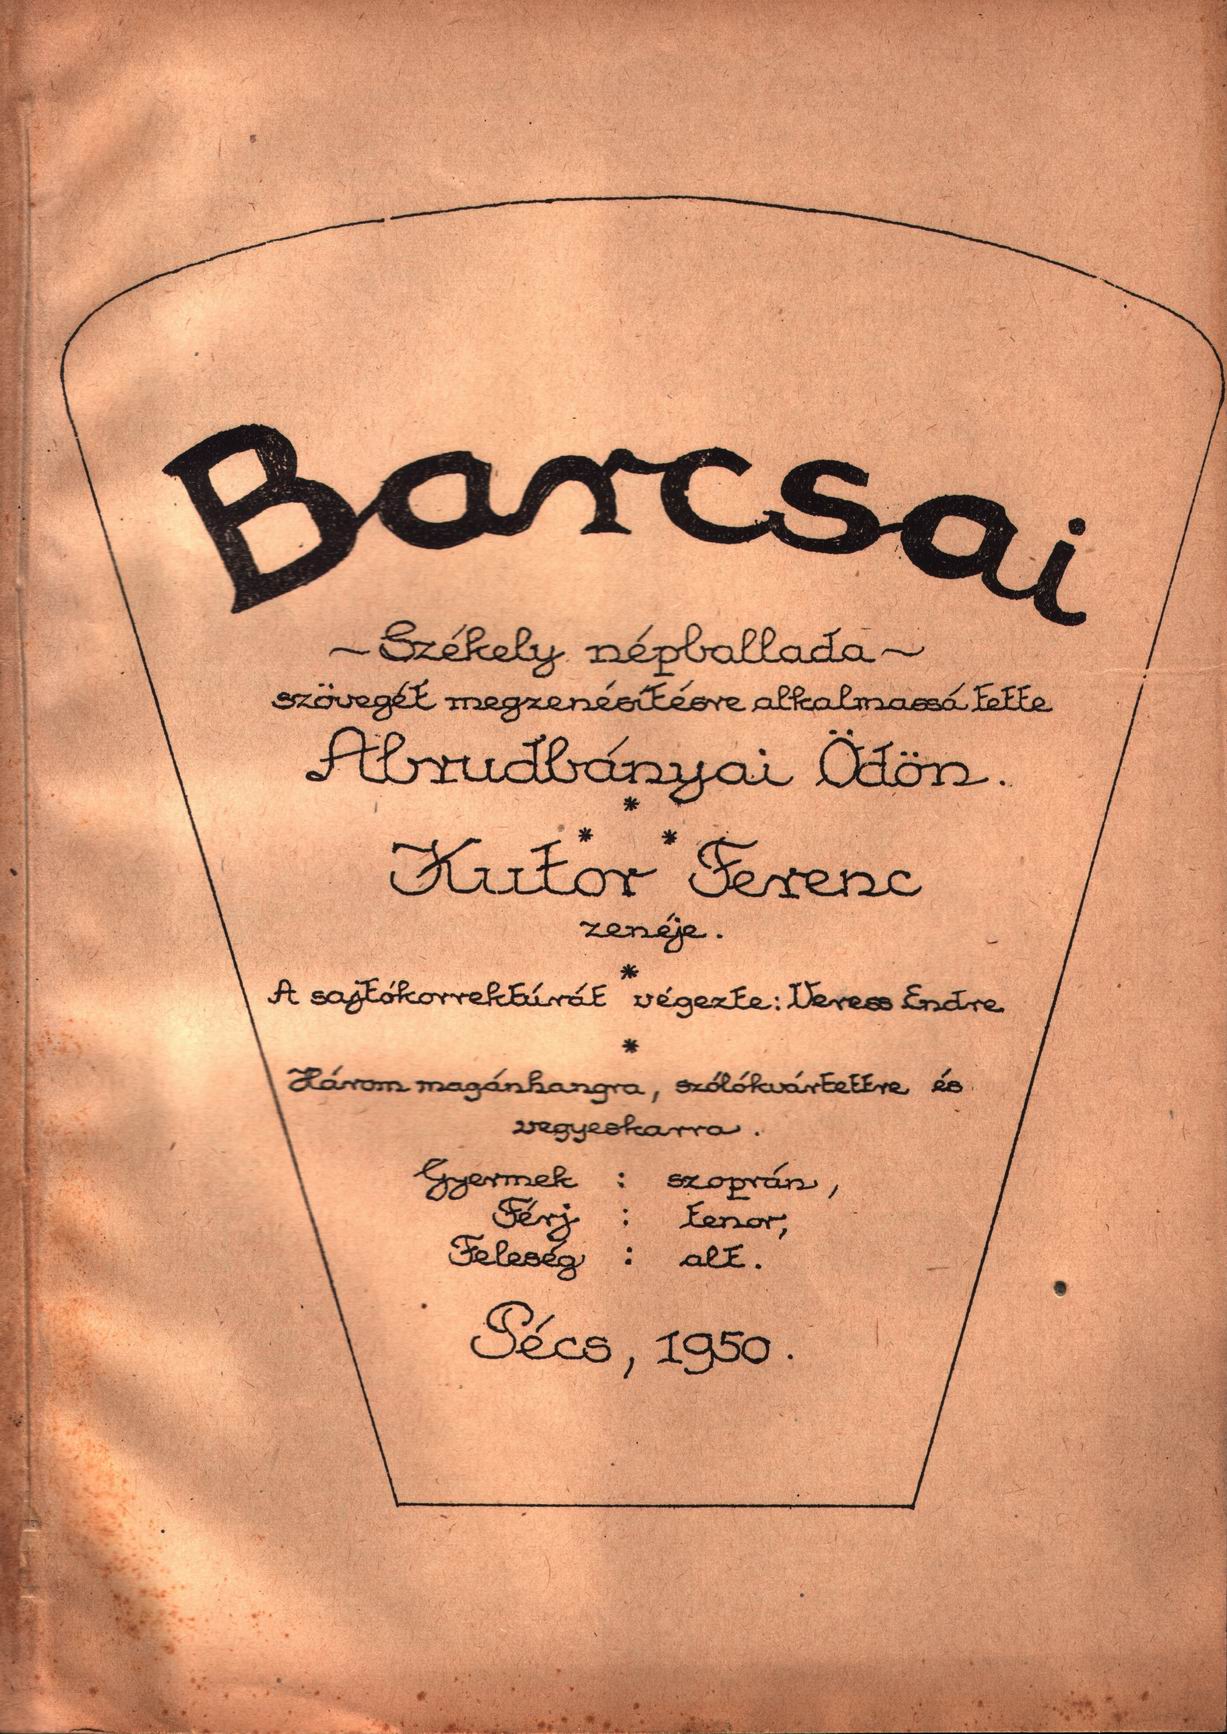 Barcsai
~Székely népballada~
szövegét megzenésítésre alkalmassá tette
Abrudbányai Ödön.
*
* *
Kutor Ferenc
zenéje.
*
A sajtókorrektúrát végezte: Veress Endre
*
Három magánhangra, szólókvártettre és
vegyeskarra.
Gyermek : szoprán,
Férj : tenor,
Feleség : alt.
Pécs, 1950.